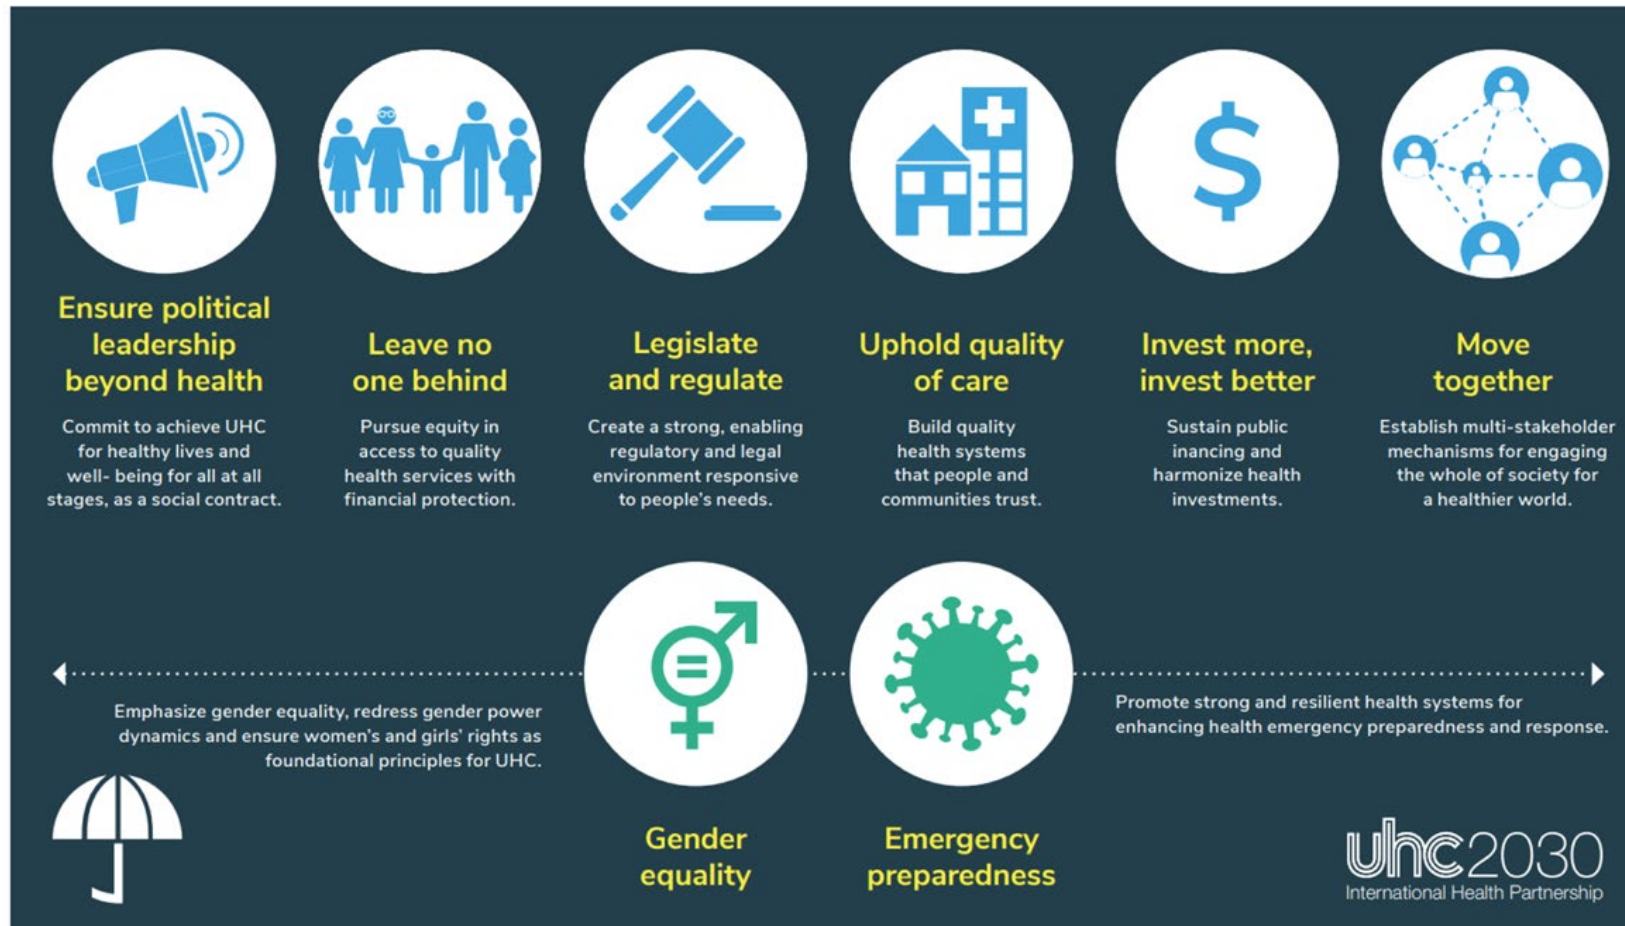 Ensure political
leadership
beyond health
Commit to achieve UHC
for healthy lives and
well- being for all at all
stages, as a social contract.
Leave no
one behind
Pursue equity in
access to quality
health services with
financial protection.
Legislate
and regulate
Create a strong, enabling
regulatory and legal
environment responsive
to people's needs.
Uphold quality
of care
Build quality
health systems
that people and
communities trust.
$
Invest more,
invest better
Sustain public
inancing and
harmonize health
investments.
Move
together
Establish multi-stakeholder
mechanisms for engaging
the whole of society for
a healthier world.
Emphasize gender equality, redress gender power
dynamics and ensure women's and girls' rights as
foundational principles for UHC.
Gender
equality
Emergency
preparedness
Promote strong and resilient health systems for
enhancing health emergency preparedness and response.
uhc2030
International Health Partnership